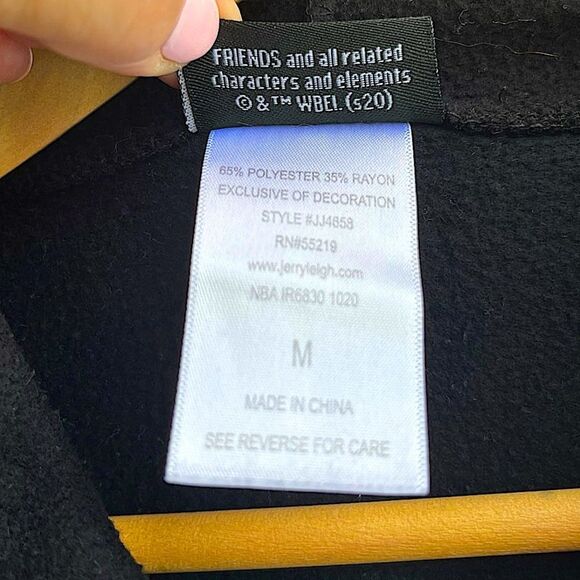 FRIENDS and all related
characters and elements
© & ™ WBEI. (s20)
65% POLYESTER 35% RAYON
EXCLUSIVE OF DECORATION
STYLE #JJ4658
RN#55219
www.jerryleigh.com
NBA IR6830 1020
M
MADE IN CHINA
SEE REVERSE FOR CARE